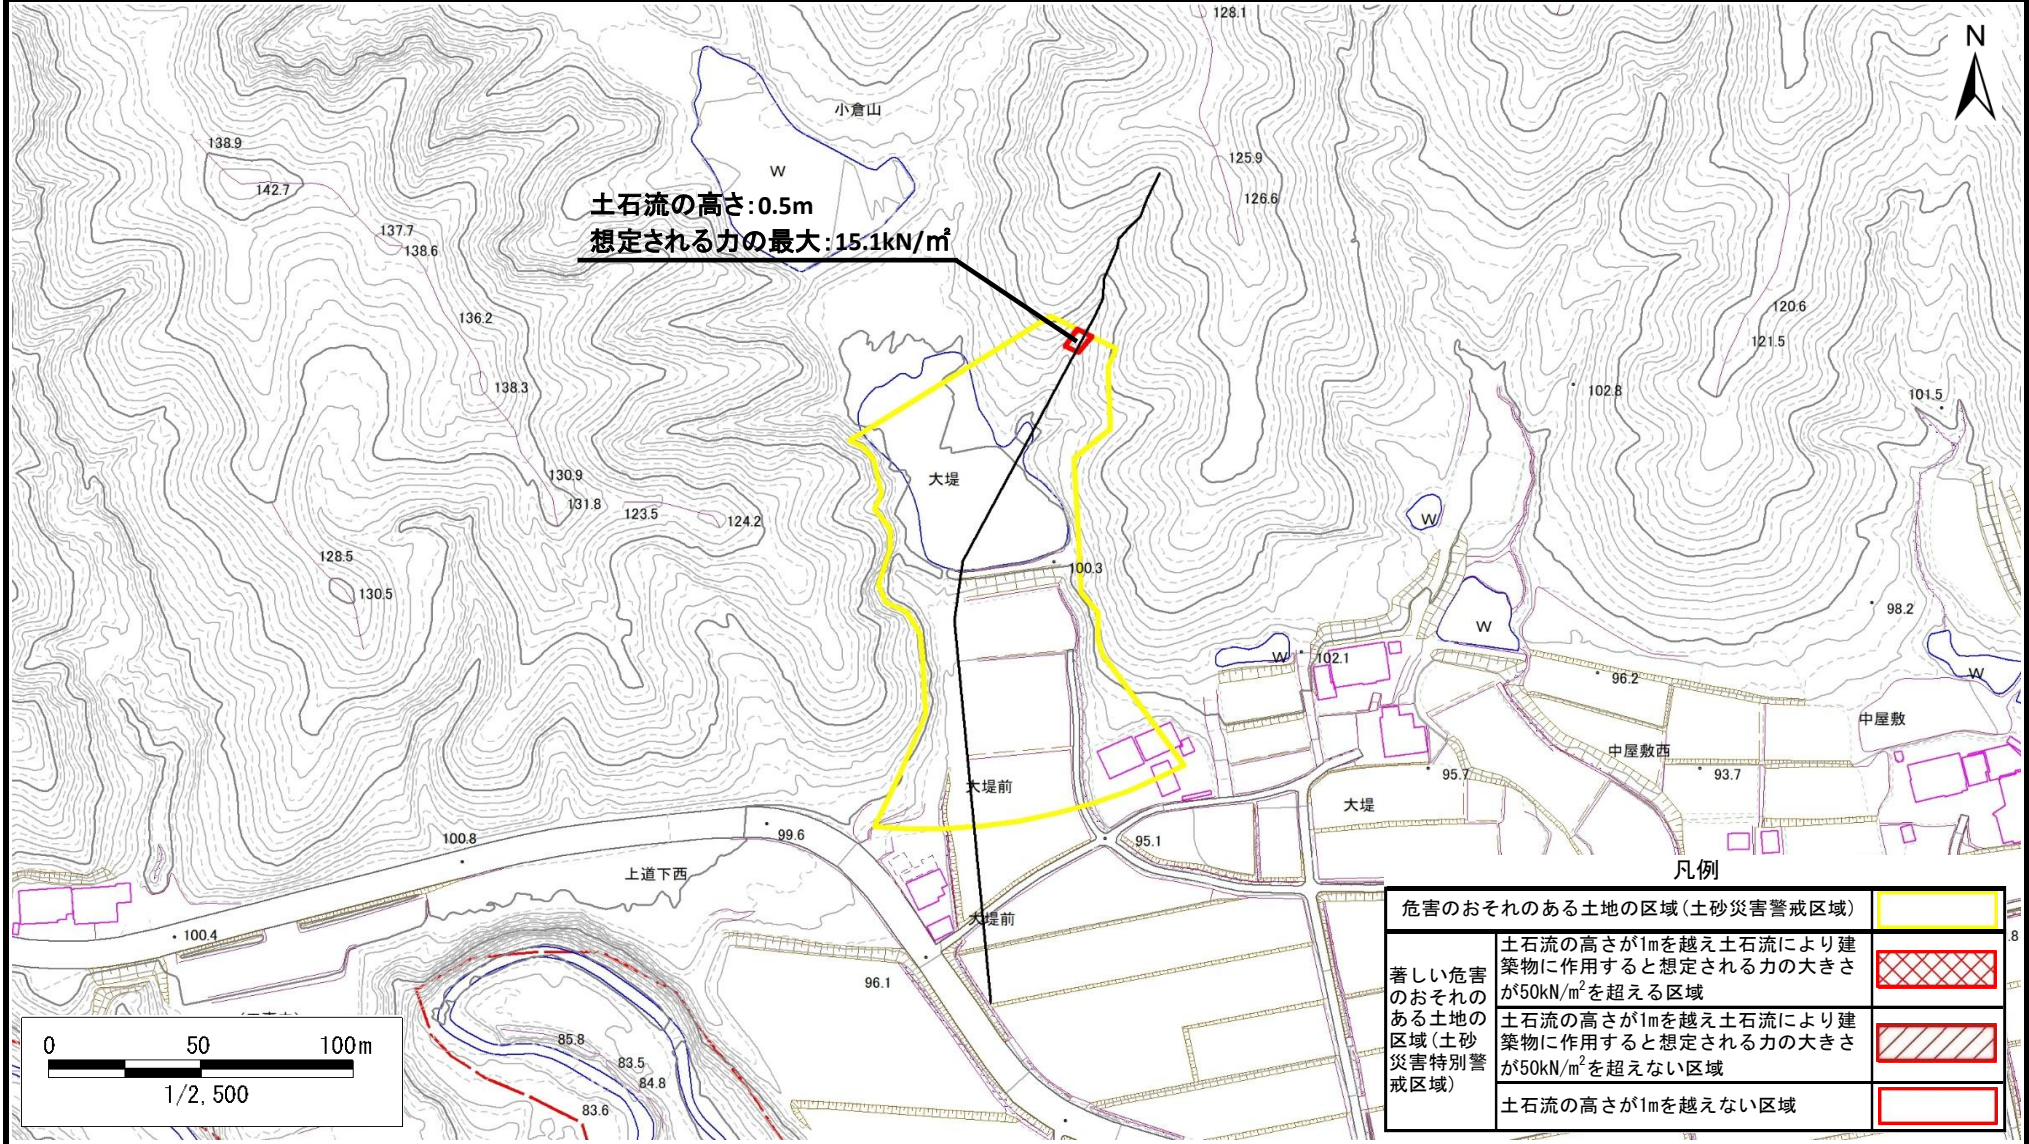 128.1
N
小倉山
138.9
142.7
W
125.9
126.6
土石流の高さ:0.5m
想定される力の最大:15.1kN/㎡
137.7
138.6
136.2
120.6
121.5
138.3
102.8
101.5
130.9
131.8
大堤
123.5
124.2
W
128.5
100.3
130.5
98.2
W
W
102.1
96.2
W
中屋敷
中屋敷西
95.7
93.7
大堤前
大堤
100.8
99.6
95.1
上道下西
大堤前
100.4
96.1
85.8
83.5
84.8
83.6
0 50 100m
1/2,500
凡例
危害のおそれのある土地の区域(土砂災害警戒区域)
著しい危害
のおそれの
ある土地の
区域(土砂
災害特別警
戒区域)
土石流の高さが1mを越え土石流により建
築物に作用すると想定される力の大きさ
が50kN/m²を超える区域
土石流の高さが1mを越え土石流により建
築物に作用すると想定される力の大きさ
が50kN/m²を超えない区域
土石流の高さが1mを越えない区域
.8